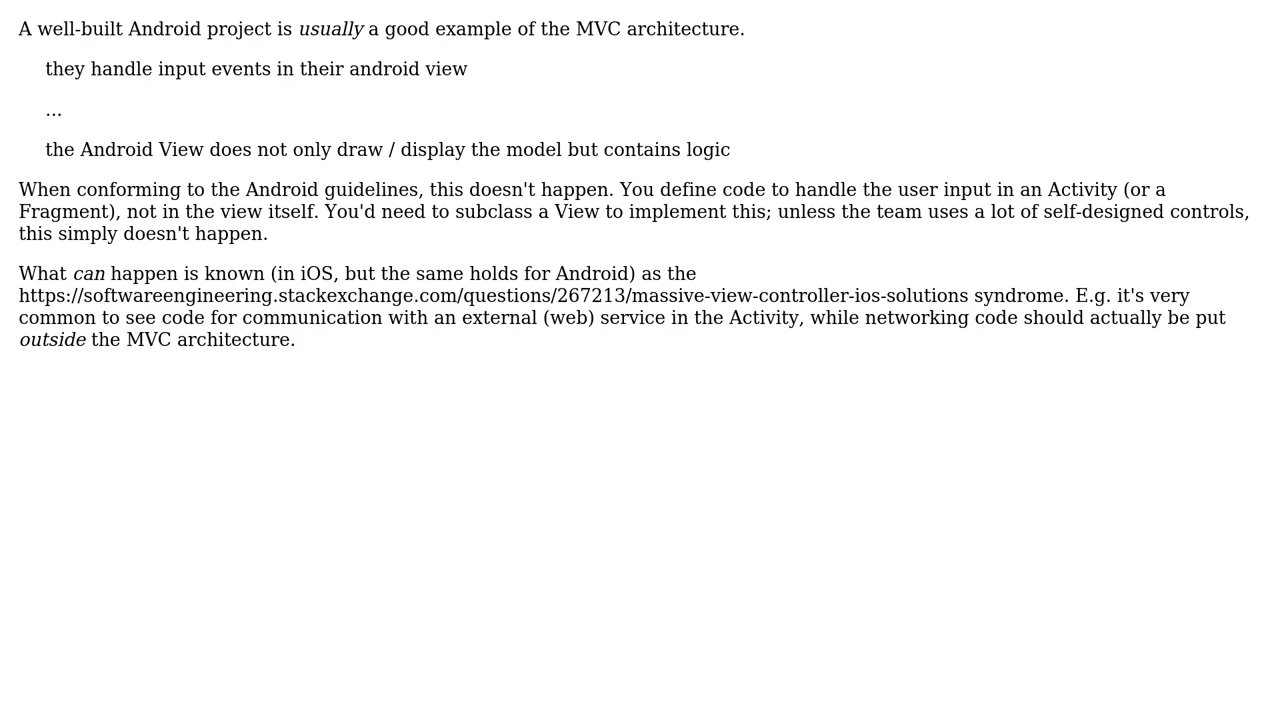 A well-built Android project is usually a good example of the MVC architecture.
they handle input events in their android view
...
the Android View does not only draw / display the model but contains logic
When conforming to the Android guidelines, this doesn't happen. You define code to handle the user input in an Activity (or a
Fragment), not in the view itself. You'd need to subclass a View to implement this; unless the team uses a lot of self-designed controls,
this simply doesn't happen.
What can happen is known (in iOS, but the same holds for Android) as the
https://softwareengineering.stackexchange.com/questions/267213/massive-view-controller-ios-solutions syndrome. E.g. it's very
common to see code for communication with an external (web) service in the Activity, while networking code should actually be put
outside the MVC architecture.